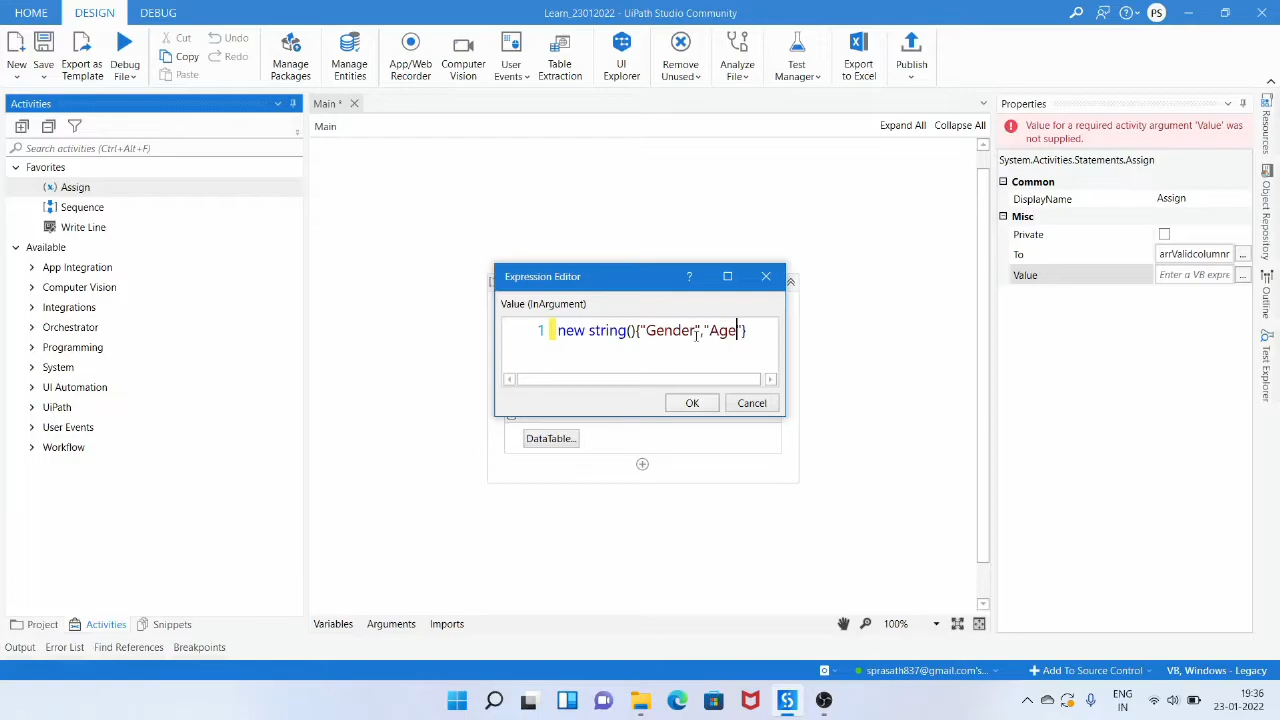 HOME DESIGN DEBUG Learn_23012022 - UiPath Studio Community PS
New Save Export as Template Debug File Cut Copy Paste Undo Redo Manage Packages Manage Entities App/Web Recorder Computer Vision User Events Table Extraction UI Explorer Remove Unused Analyze File Test Manager Export to Excel Publish
Activities
Search activities (Ctrl+Alt+F)
Favorites
(x) Assign
Sequence
Write Line
Available
App Integration
Computer Vision
Integrations
Orchestrator
Programming
System
UI Automation
UiPath
User Events
Workflow
Main *
Main Expand All Collapse All
Expression Editor ?
Value (InArgument)
1 new string(){"Gender","Age"}
OK Cancel
DataTable...
Properties
Value for a required activity argument 'Value' was
not supplied.
System.Activities.Statements.Assign
Common
DisplayName Assign
Misc
Private
To arrValidcolumnr ...
Value Enter a VB expre ...
Resources
Object Repository
Outline
Test Explorer
Variables Arguments Imports 100%
Project Activities Snippets
Output Error List Find References Breakpoints
sprasath837@gmail.com's... Add To Source Control VB, Windows - Legacy
ENG
IN
19:36
23-01-2022